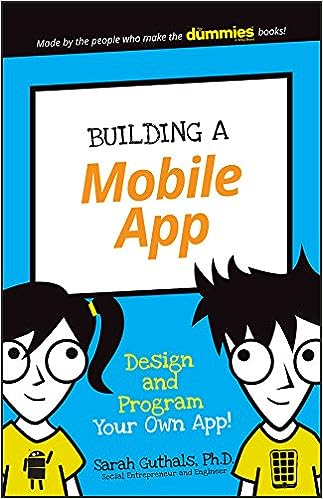 Made by the people who make the dummies books!
BUILDING A
Mobile
App
Design
and
Program
Your Own App!
Sarah Guthals, Ph.D.
Social Entrepreneur and Engineer